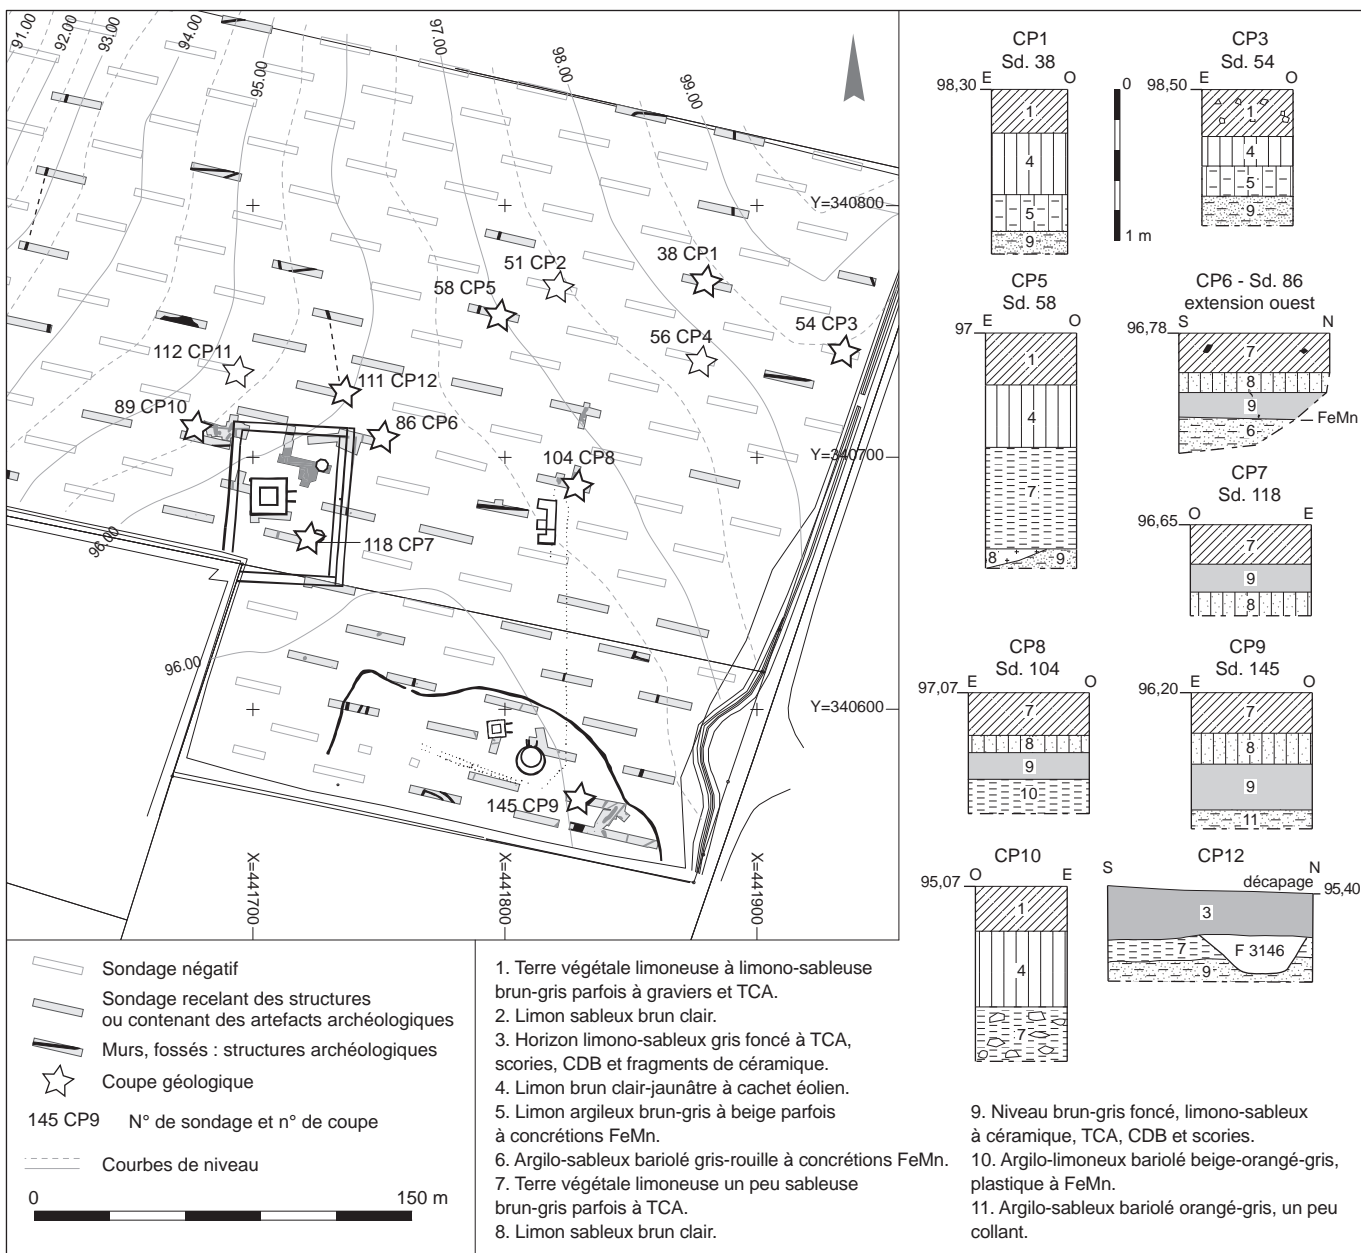 91.00
92.00
93.00
94.00
95.00
97.00
98.00
99.00
Y=340800
51 CP2
38 CP1
58 CP5
54 CP3
56 CP4
112 CP11
111 CP12
89 CP10
86 CP6
104 CP8
Y=340700
118 CP7
96.00
96.00
Y=340600
145 CP9
X=441700
X=441800
X=441900
CP1
Sd. 38
98,30
E
O
1
4
5
9
0
1 m
CP3
Sd. 54
98,50
E
O
1
4
5
9
CP5
Sd. 58
97
E
O
1
4
7
8
9
CP6 - Sd. 86
extension ouest
96,78
S
N
7
8
9
FeMn
6
CP7
Sd. 118
96,65
O
E
7
9
8
CP8
Sd. 104
97,07
E
O
7
8
9
10
CP9
Sd. 145
96,20
E
O
7
8
9
11
CP10
95,07
O
E
1
4
7
CP12
S
N
décapage
95,40
3
7
F 3146
9
Sondage négatif
Sondage recelant des structures
ou contenant des artefacts archéologiques
Murs, fossés : structures archéologiques
Coupe géologique
145 CP9 N° de sondage et n° de coupe
Courbes de niveau
0
150 m
1. Terre végétale limoneuse à limono-sableuse
brun-gris parfois à graviers et TCA.
2. Limon sableux brun clair.
3. Horizon limono-sableux gris foncé à TCA,
scories, CDB et fragments de céramique.
4. Limon brun clair-jaunâtre à cachet éolien.
5. Limon argileux brun-gris à beige parfois
à concrétions FeMn.
6. Argilo-sableux bariolé gris-rouille à concrétions FeMn.
7. Terre végétale limoneuse un peu sableuse
brun-gris parfois à TCA.
8. Limon sableux brun clair.
9. Niveau brun-gris foncé, limono-sableux
à céramique, TCA, CDB et scories.
10. Argilo-limoneux bariolé beige-orangé-gris,
plastique à FeMn.
11. Argilo-sableux bariolé orangé-gris, un peu
collant.